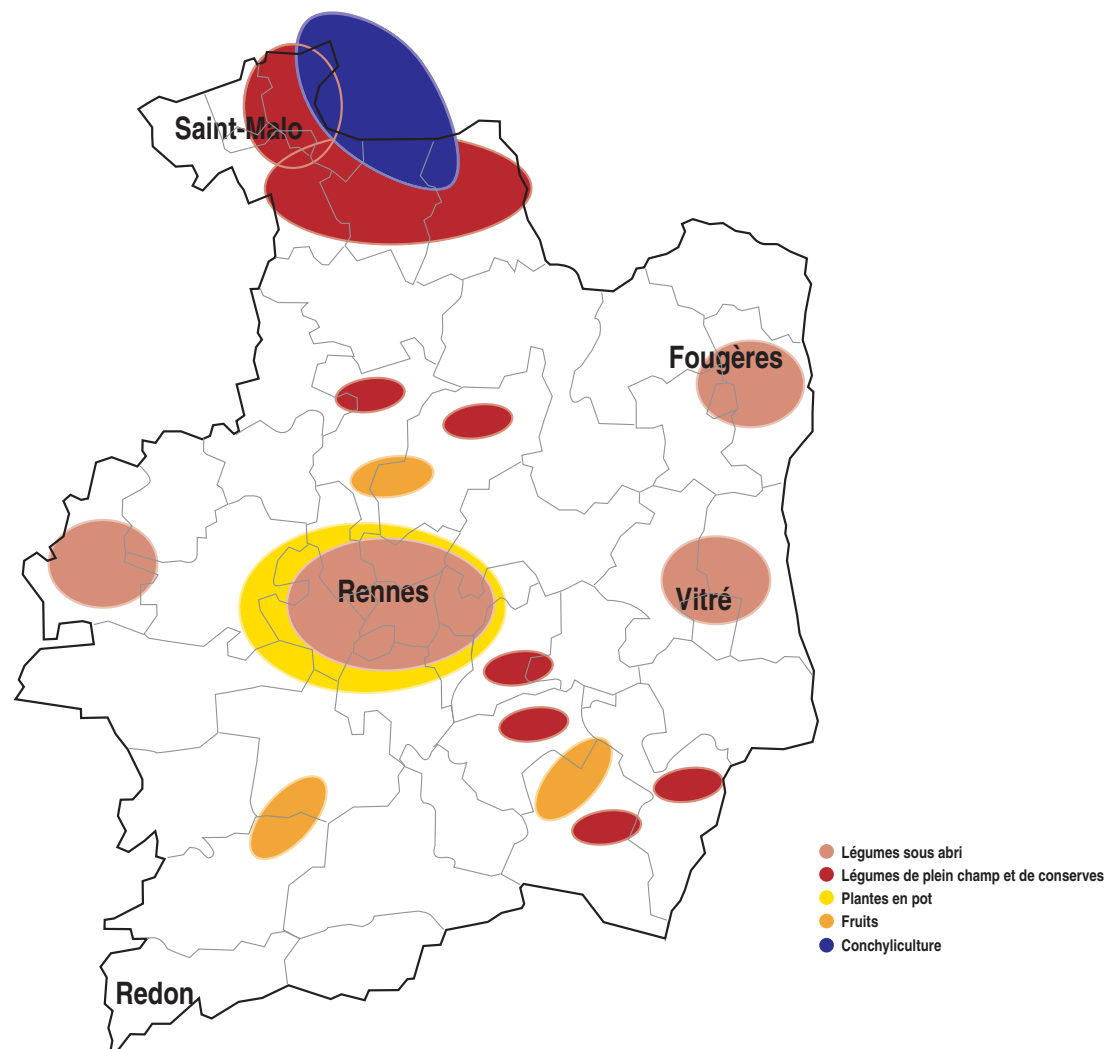 Saint-Malo
Fougères
Rennes
Vitré
Redon
Légumes sous abri
Légumes de plein champ et de conserves
Plantes en pot
Fruits
Conchyliculture